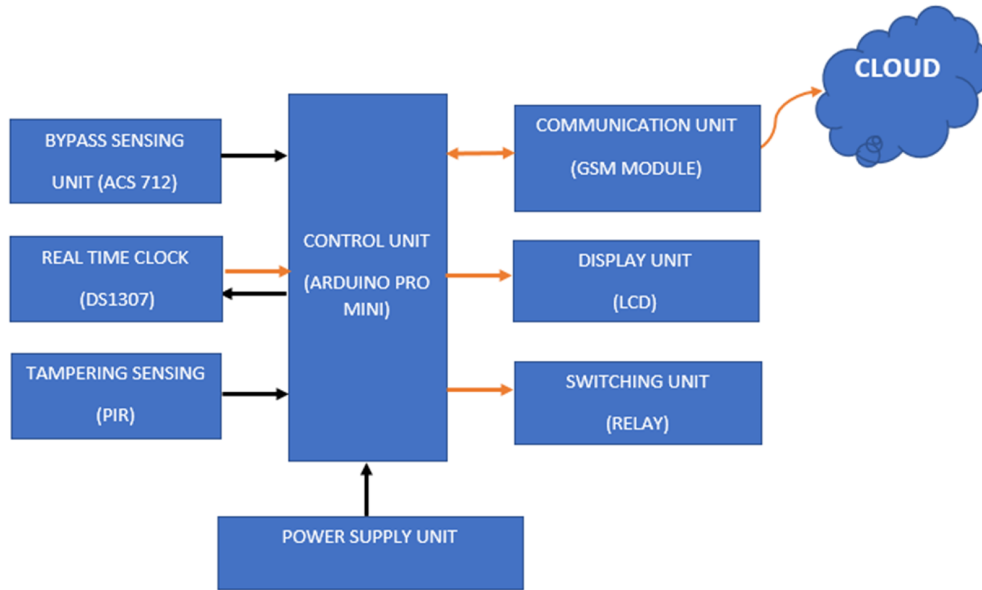 CLOUD
BYPASS SENSING
UNIT (ACS 712)
REAL TIME CLOCK
(DS1307)
TAMPERING SENSING
(PIR)
CONTROL UNIT
(ARDUINO PRO
MINI)
COMMUNICATION UNIT
(GSM MODULE)
DISPLAY UNIT
(LCD)
SWITCHING UNIT
(RELAY)
POWER SUPPLY UNIT